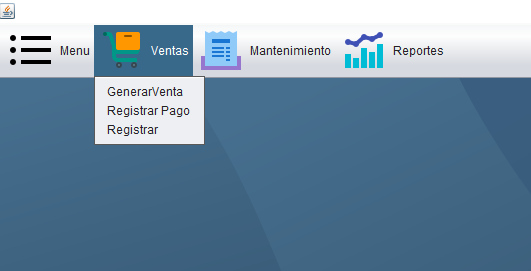 Menu
Ventas
Mantenimiento
Reportes
GenerarVenta
Registrar Pago
Registrar